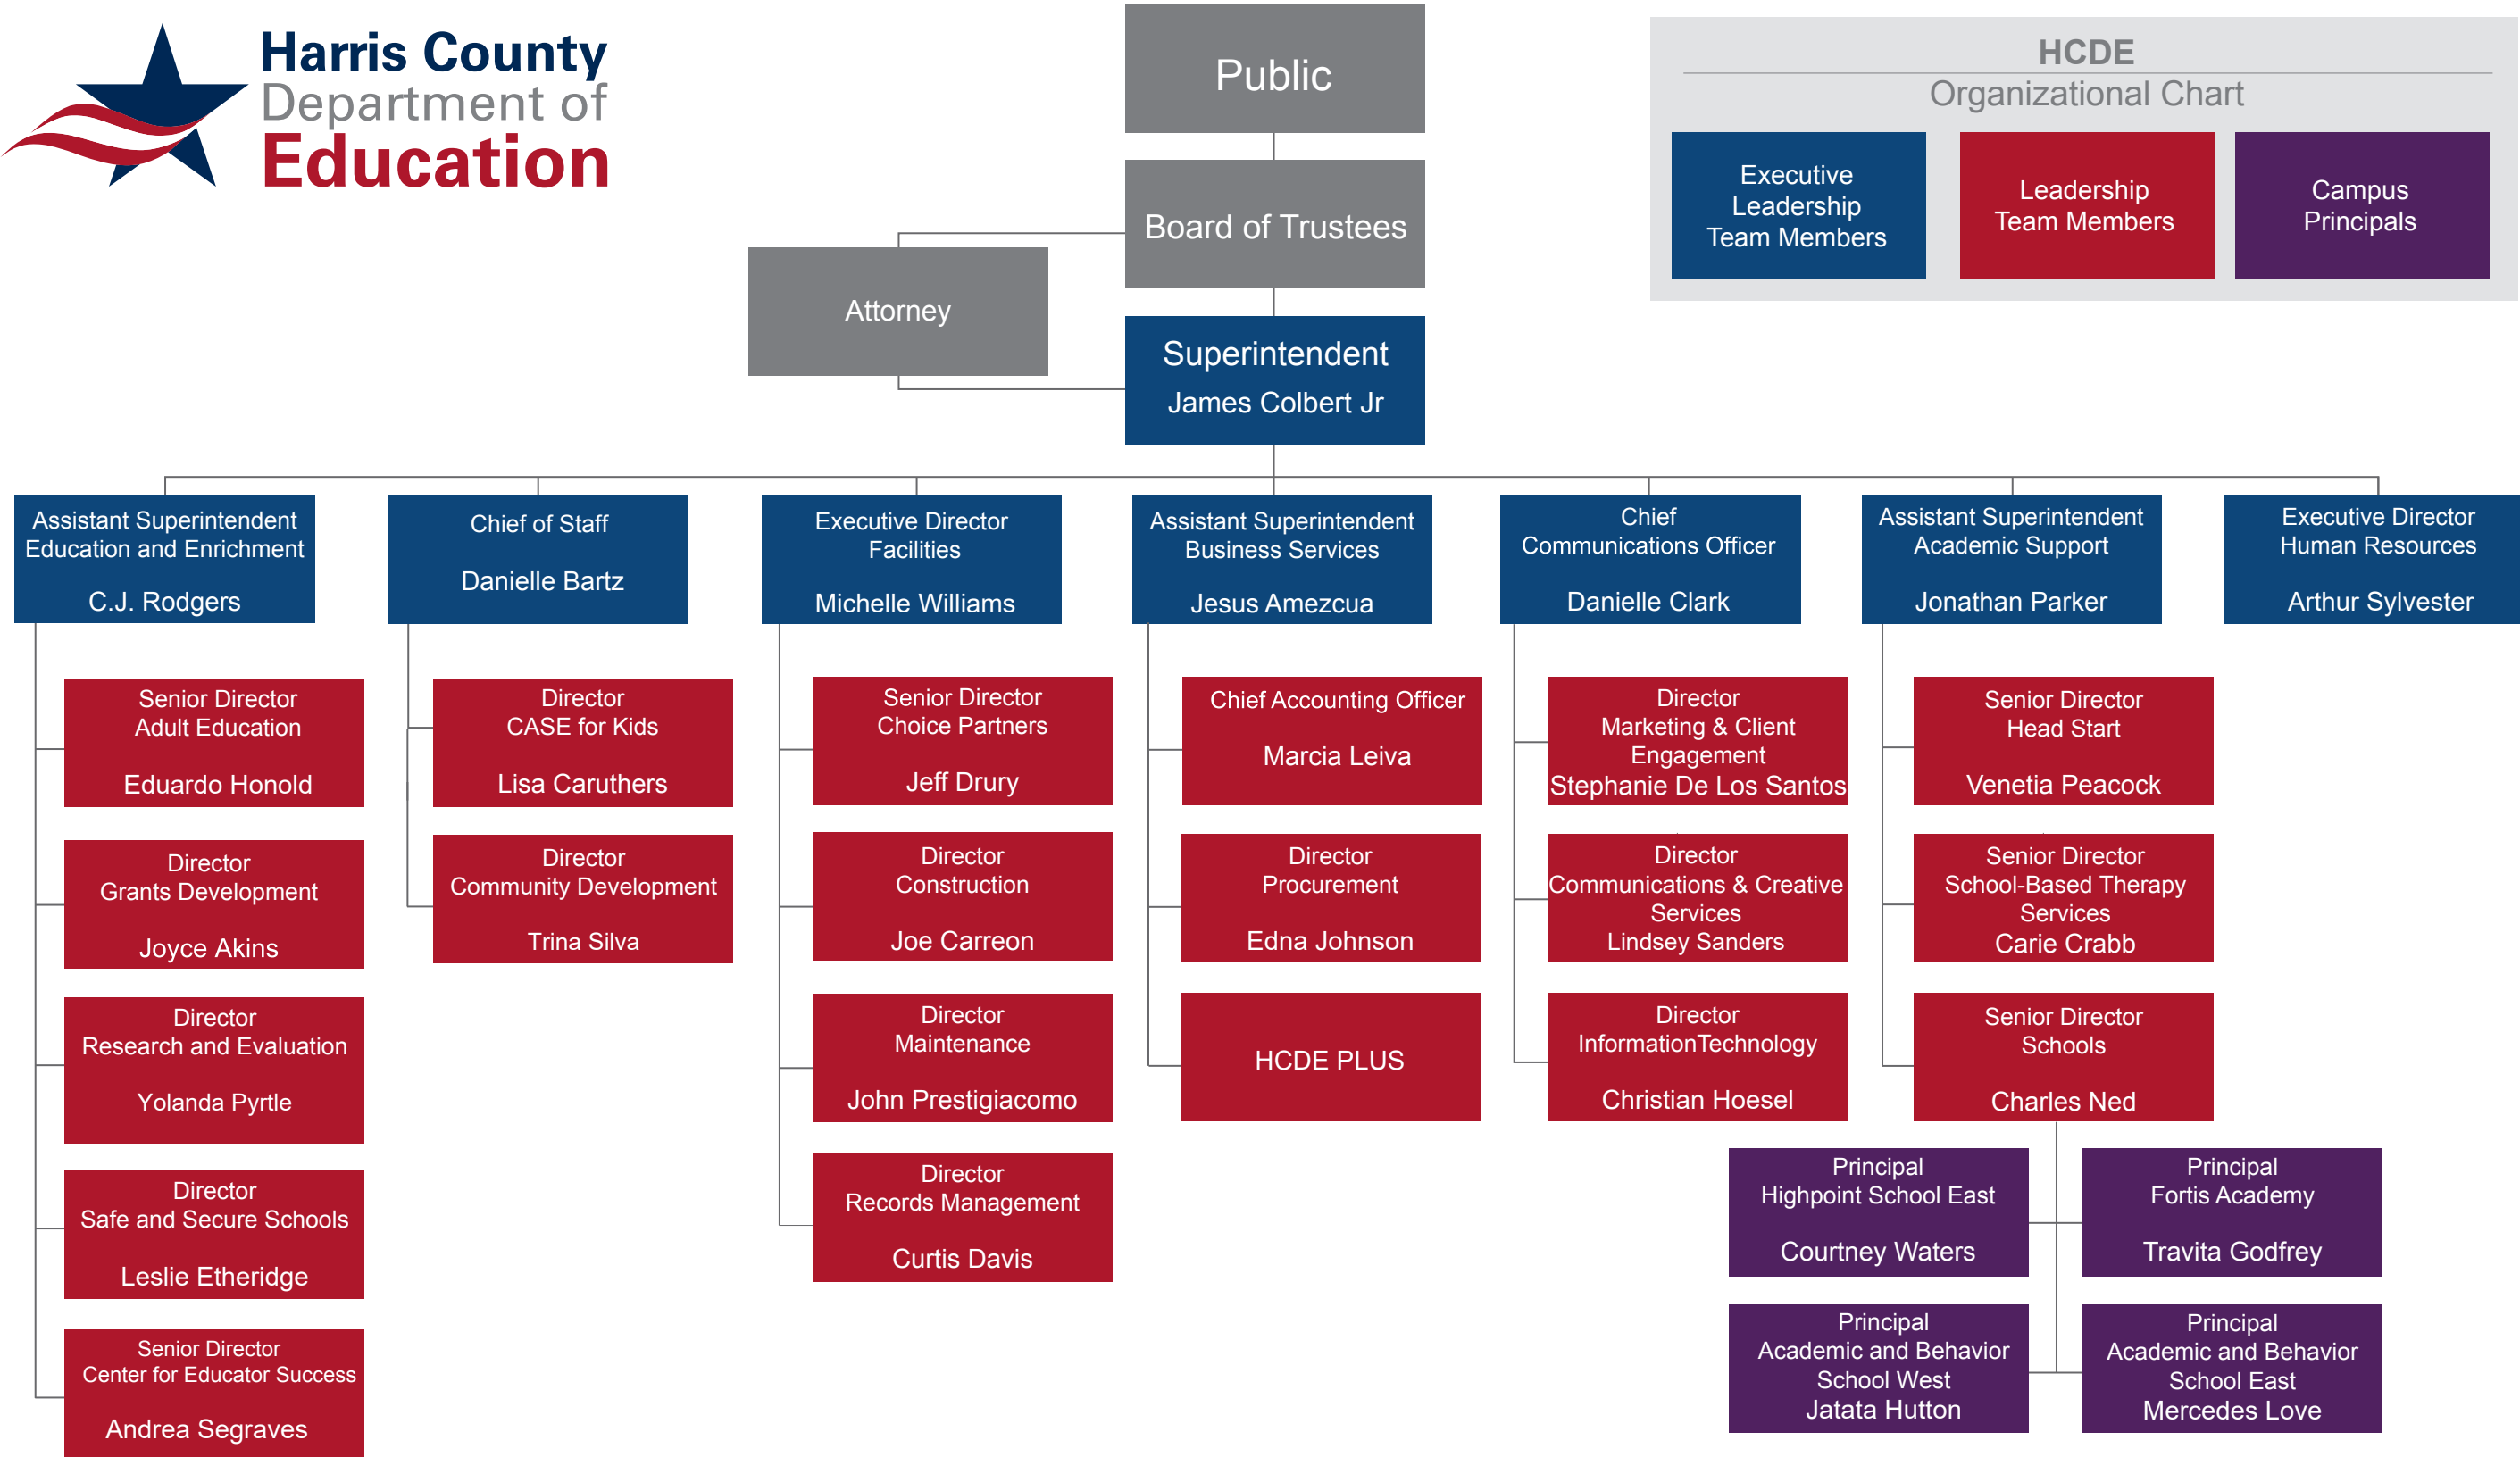 Harris County
Department of
Education
Public
Board of Trustees
Attorney
Superintendent
James Colbert Jr
HCDE
Organizational Chart
Executive
Leadership
Team Members
Leadership
Team Members
Campus
Principals
Assistant Superintendent
Education and Enrichment
C.J. Rodgers
Senior Director
Adult Education
Eduardo Honold
Director
Grants Development
Joyce Akins
Director
Research and Evaluation
Yolanda Pyrtle
Director
Safe and Secure Schools
Leslie Etheridge
Senior Director
Center for Educator Success
Andrea Segraves
Chief of Staff
Danielle Bartz
Director
CASE for Kids
Lisa Caruthers
Director
Community Development
Trina Silva
Executive Director
Facilities
Michelle Williams
Senior Director
Choice Partners
Jeff Drury
Director
Construction
Joe Carreon
Director
Maintenance
John Prestigiacomo
Director
Records Management
Curtis Davis
Assistant Superintendent
Business Services
Jesus Amezcua
Chief Accounting Officer
Marcia Leiva
Director
Procurement
Edna Johnson
HCDE PLUS
Chief
Communications Officer
Danielle Clark
Director
Marketing & Client
Engagement
Stephanie De Los Santos
Director
Communications & Creative
Services
Lindsey Sanders
Director
InformationTechnology
Christian Hoesel
Assistant Superintendent
Academic Support
Jonathan Parker
Senior Director
Head Start
Venetia Peacock
Senior Director
School-Based Therapy
Services
Carie Crabb
Senior Director
Schools
Charles Ned
Principal
Highpoint School East
Courtney Waters
Principal
Fortis Academy
Travita Godfrey
Principal
Academic and Behavior
School West
Jatata Hutton
Principal
Academic and Behavior
School East
Mercedes Love
Executive Director
Human Resources
Arthur Sylvester